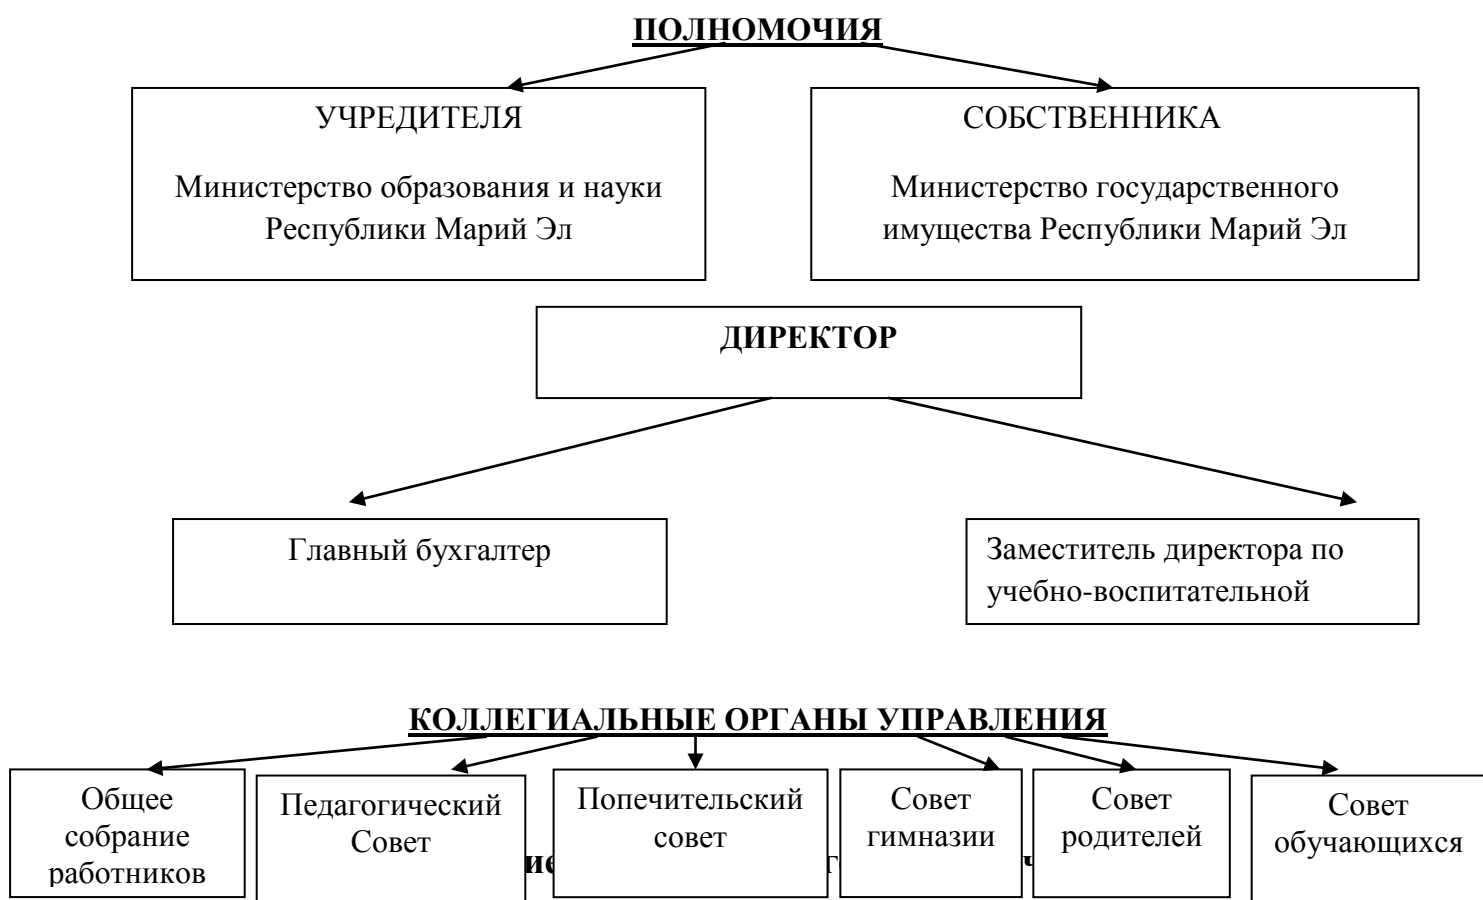 ПОЛНОМОЧИЯ
УЧРЕДИТЕЛЯ
Министерство образования и науки
Республики Марий Эл
СОБСТВЕННИКА
Министерство государственного
имущества Республики Марий Эл
ДИРЕКТОР
Главный бухгалтер
Заместитель директора по
учебно-воспитательной
КОЛЛЕГИАЛЬНЫЕ ОРГАНЫ УПРАВЛЕНИЯ
Общее
собрание
работников
Педагогический
Совет
Попечительский
совет
Совет
гимназии
Совет
родителей
Совет
обучающихся